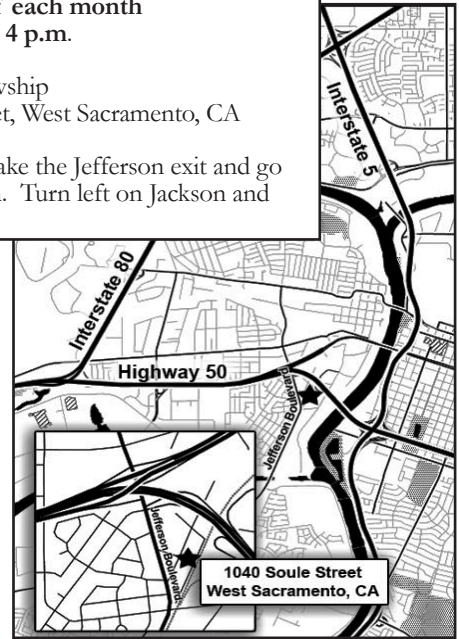 each month
4 p.m.
wship
et, West Sacramento, CA
ake the Jefferson exit and go
n. Turn left on Jackson and
Interstate 5
Interstate 80
Highway 50
Jefferson Boulevard
Jefferson Boulevard
1040 Soule Street
West Sacramento, CA